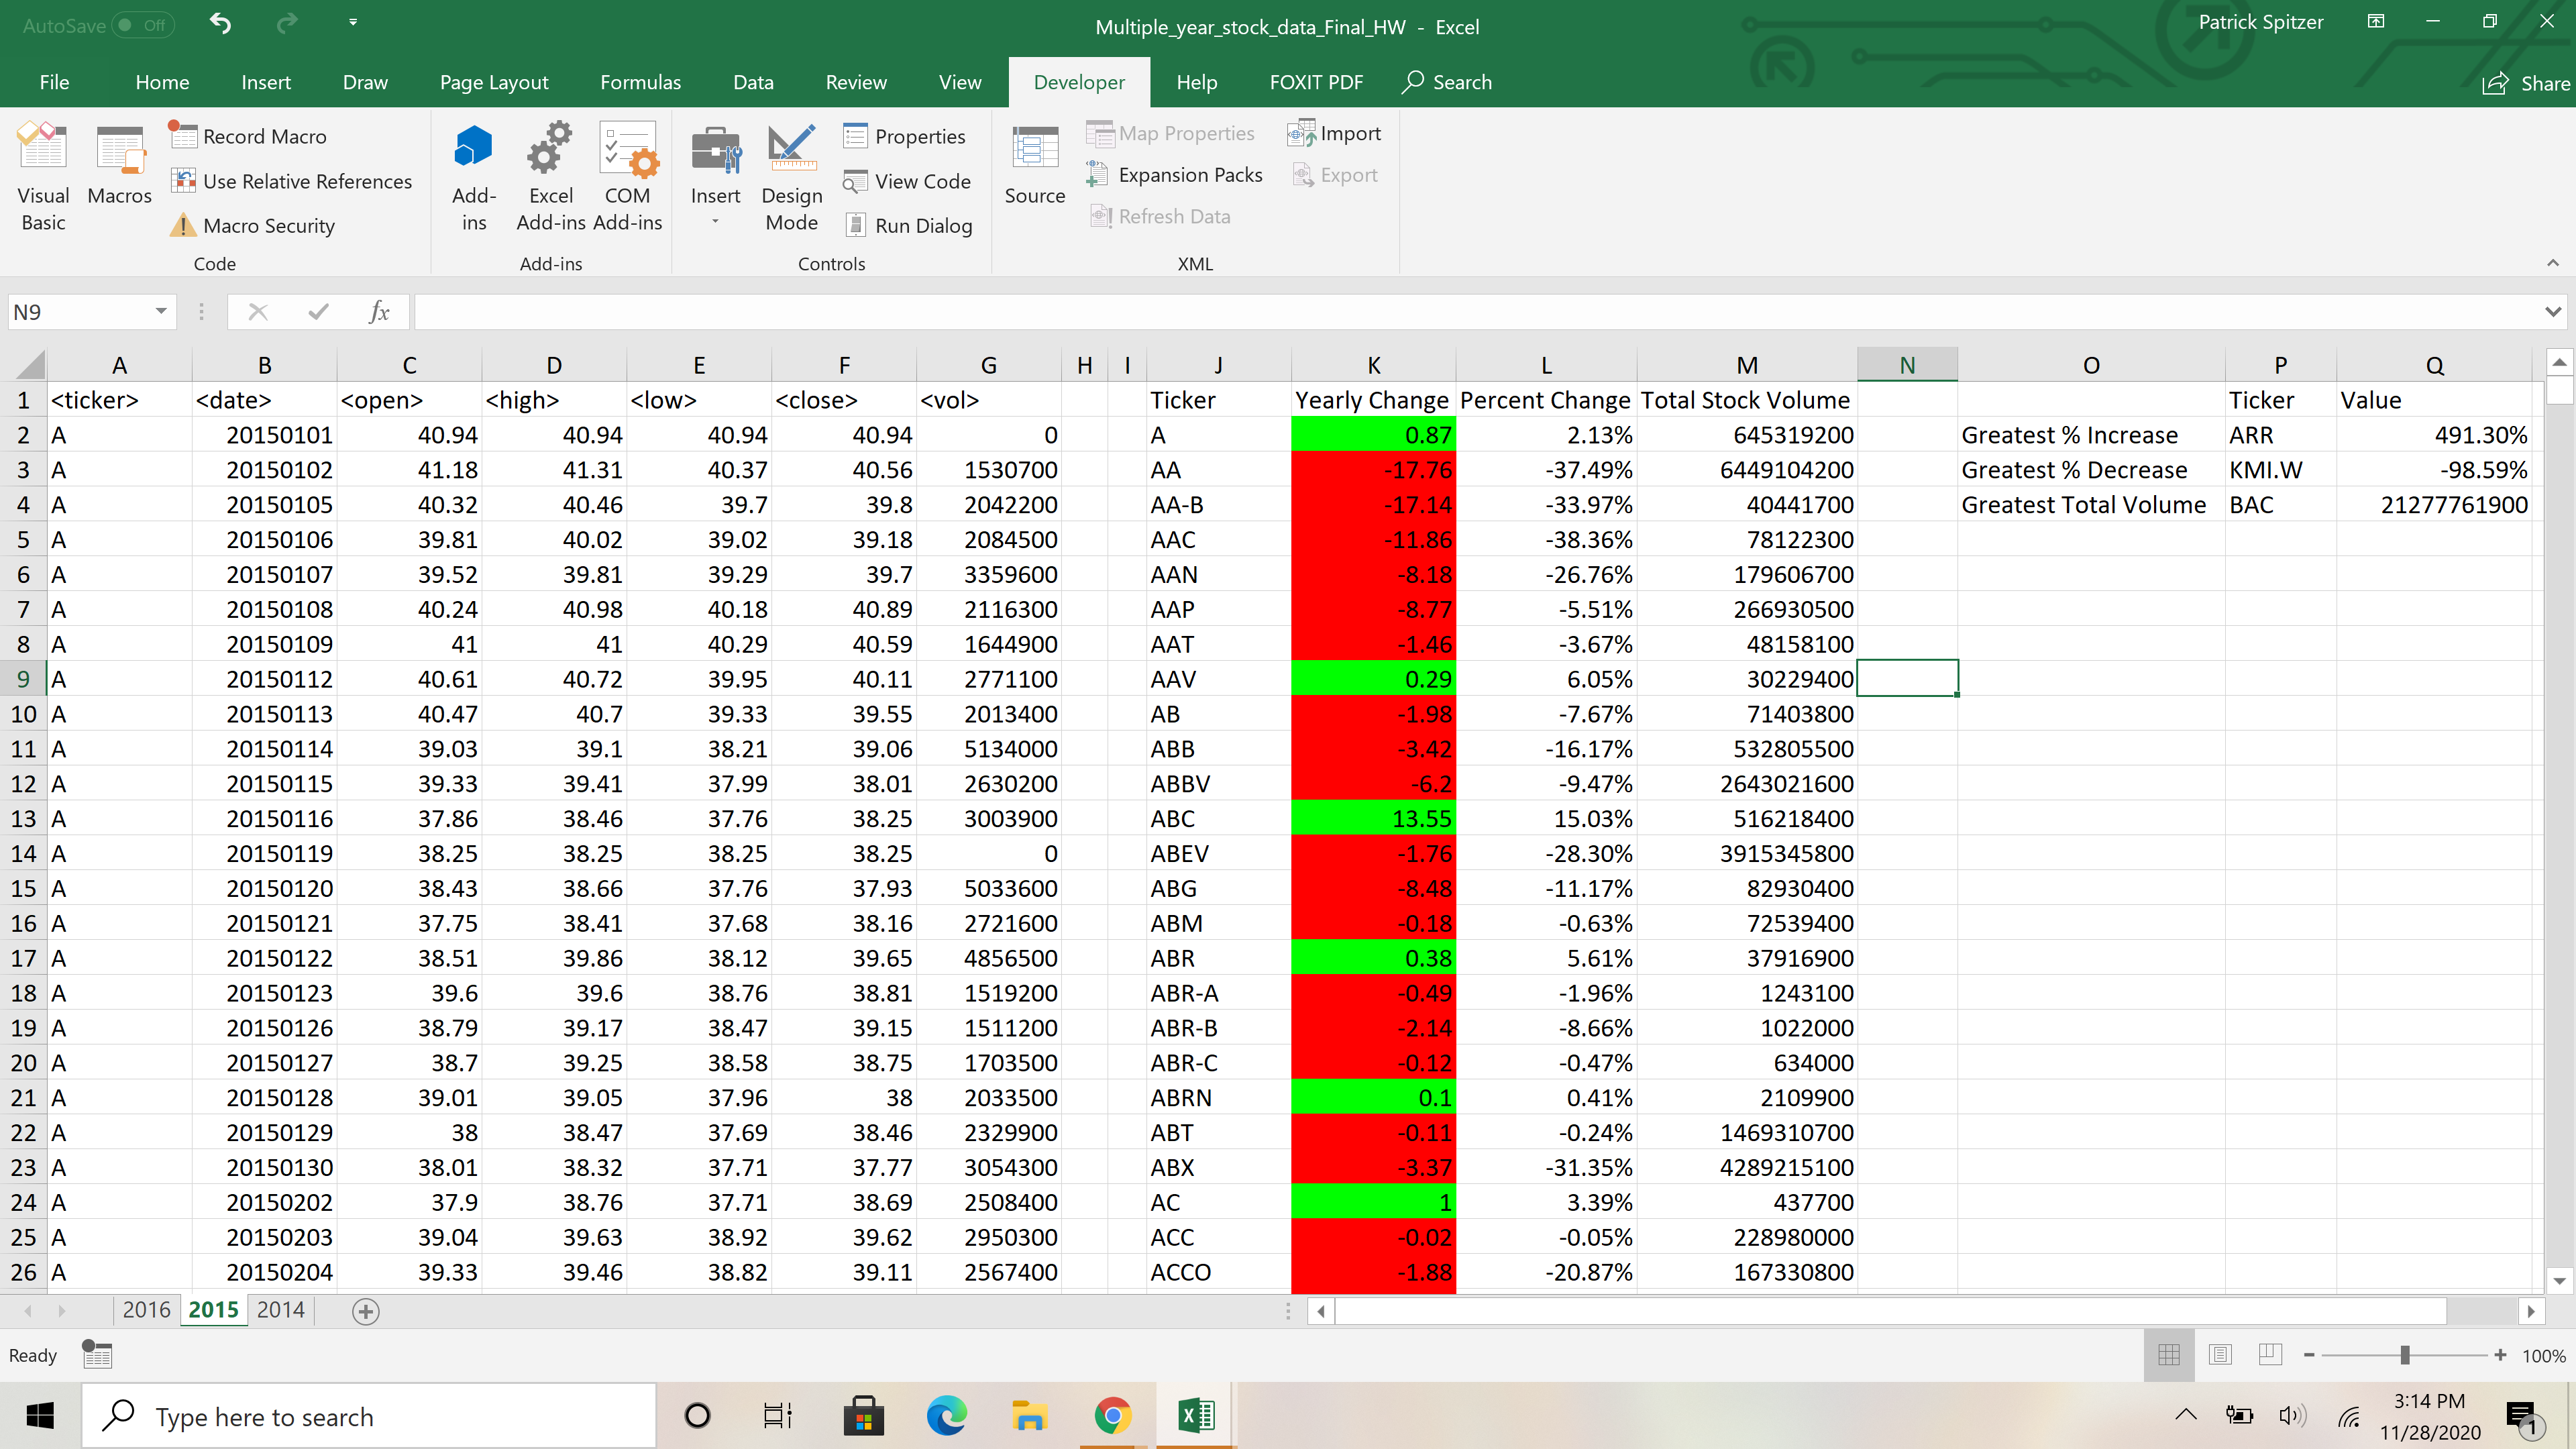 AutoSave Off
Multiple_year_stock_data_Final_HW - Excel
Patrick Spitzer
File Home Insert Draw Page Layout Formulas Data Review View Developer Help FOXIT PDF Search Share
Visual Basic
Macros
Record Macro
Use Relative References
Macro Security
Code
Add-ins
Excel Add-ins
COM Add-ins
Add-ins
Insert
Design Mode
Properties
View Code
Run Dialog
Controls
Source
Map Properties
Expansion Packs
Refresh Data
Import
Export
XML
N9 fx
A B C D E F G H I J K L M N O P Q
1 <ticker> <date> <open> <high> <low> <close> <vol> Ticker Yearly Change Percent Change Total Stock Volume Ticker Value
2 A 20150101 40.94 40.94 40.94 40.94 0 A 0.87 2.13% 645319200 Greatest % Increase ARR 491.30%
3 A 20150102 41.18 41.31 40.37 40.56 1530700 AA -17.76 -37.49% 6449104200 Greatest % Decrease KMI.W -98.59%
4 A 20150105 40.32 40.46 39.7 39.8 2042200 AA-B -17.14 -33.97% 40441700 Greatest Total Volume BAC 21277761900
5 A 20150106 39.81 40.02 39.02 39.18 2084500 AAC -11.86 -38.36% 78122300
6 A 20150107 39.52 39.81 39.29 39.7 3359600 AAN -8.18 -26.76% 179606700
7 A 20150108 40.24 40.98 40.18 40.89 2116300 AAP -8.77 -5.51% 266930500
8 A 20150109 41 41 40.29 40.59 1644900 AAT -1.46 -3.67% 48158100
9 A 20150112 40.61 40.72 39.95 40.11 2771100 AAV 0.29 6.05% 30229400
10 A 20150113 40.47 40.7 39.33 39.55 2013400 AB -1.98 -7.67% 71403800
11 A 20150114 39.03 39.1 38.21 39.06 5134000 ABB -3.42 -16.17% 532805500
12 A 20150115 39.33 39.41 37.99 38.01 2630200 ABBV -6.2 -9.47% 2643021600
13 A 20150116 37.86 38.46 37.76 38.25 3003900 ABC 13.55 15.03% 516218400
14 A 20150119 38.25 38.25 38.25 38.25 0 ABEV -1.76 -28.30% 3915345800
15 A 20150120 38.43 38.66 37.76 37.93 5033600 ABG -8.48 -11.17% 82930400
16 A 20150121 37.75 38.41 37.68 38.16 2721600 ABM -0.18 -0.63% 72539400
17 A 20150122 38.51 39.86 38.12 39.65 4856500 ABR 0.38 5.61% 37916900
18 A 20150123 39.6 39.6 38.76 38.81 1519200 ABR-A -0.49 -1.96% 1243100
19 A 20150126 38.79 39.17 38.47 39.15 1511200 ABR-B -2.14 -8.66% 1022000
20 A 20150127 38.7 39.25 38.58 38.75 1703500 ABR-C -0.12 -0.47% 634000
21 A 20150128 39.01 39.05 37.96 38 2033500 ABRN 0.1 0.41% 2109900
22 A 20150129 38 38.47 37.69 38.46 2329900 ABT -0.11 -0.24% 1469310700
23 A 20150130 38.01 38.32 37.71 37.77 3054300 ABX -3.37 -31.35% 4289215100
24 A 20150202 37.9 38.76 37.71 38.69 2508400 AC 1 3.39% 437700
25 A 20150203 39.04 39.63 38.92 39.62 2950300 ACC -0.02 -0.05% 228980000
26 A 20150204 39.33 39.46 38.82 39.11 2567400 ACCO -1.88 -20.87% 167330800
2016 2015 2014
Ready 100%
Type here to search
3:14 PM
11/28/2020
1